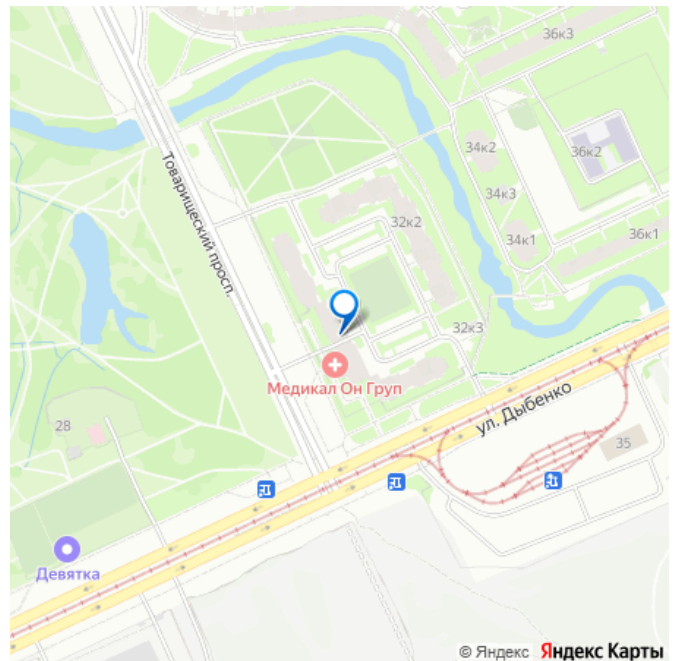 36к3
34к2
36к2
34к3
Товарищеский просп.
32к2
34к1
36к1
32к3
Медикал Он Груп
ул. Дыбенко
28
35
Девятка
© Яндекс Яндекс Карты